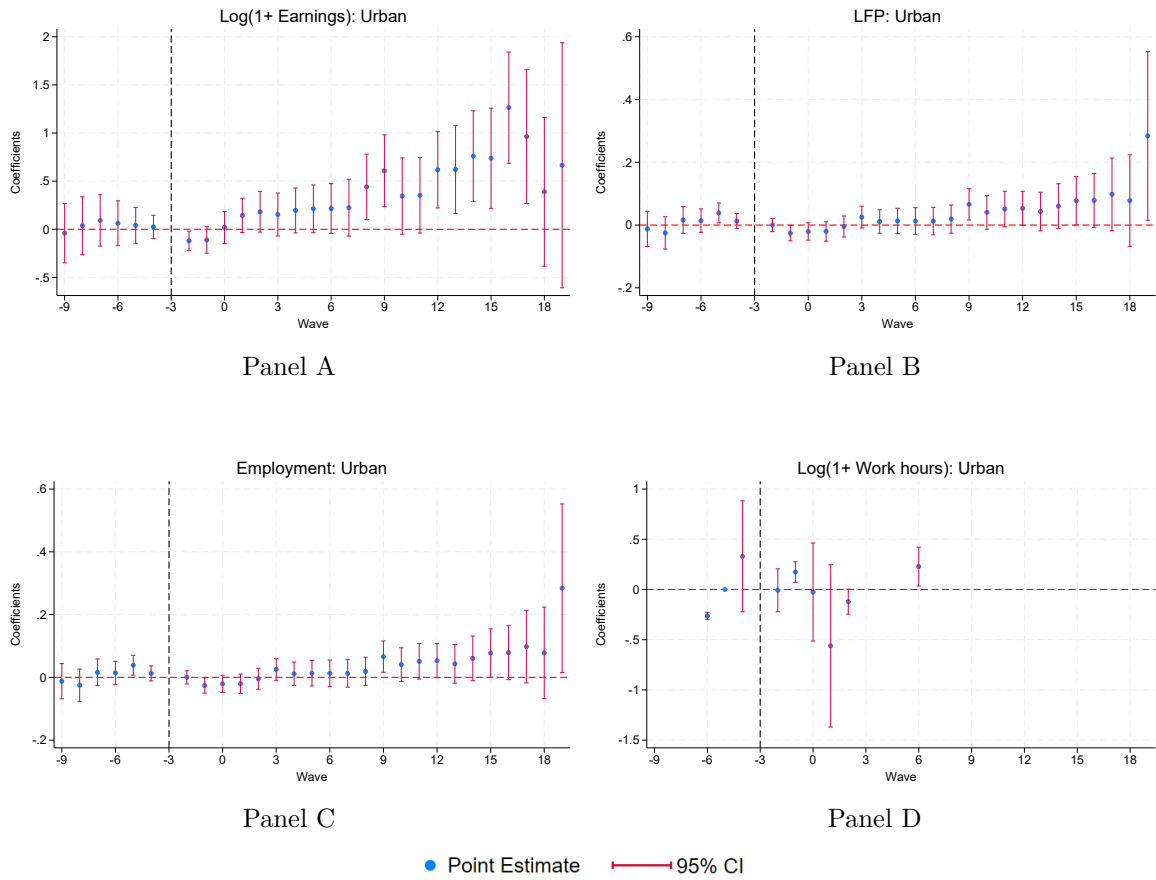 Log(1+ Earnings): Urban
Coefficients
2
1.5
1
.5
0
-.5
-9 -6 -3 0 3 6 9 12 15 18
Wave
Panel A
LFP: Urban
Coefficients
.6
.4
.2
0
-.2
-9 -6 -3 0 3 6 9 12 15 18
Wave
Panel B
Employment: Urban
Coefficients
.6
.4
.2
0
-.2
-9 -6 -3 0 3 6 9 12 15 18
Wave
Panel C
Log(1+ Work hours): Urban
Coefficients
1
.5
0
-.5
-1
-1.5
-9 -6 -3 0 3 6 9 12 15 18
Wave
Panel D
Point Estimate 95% CI